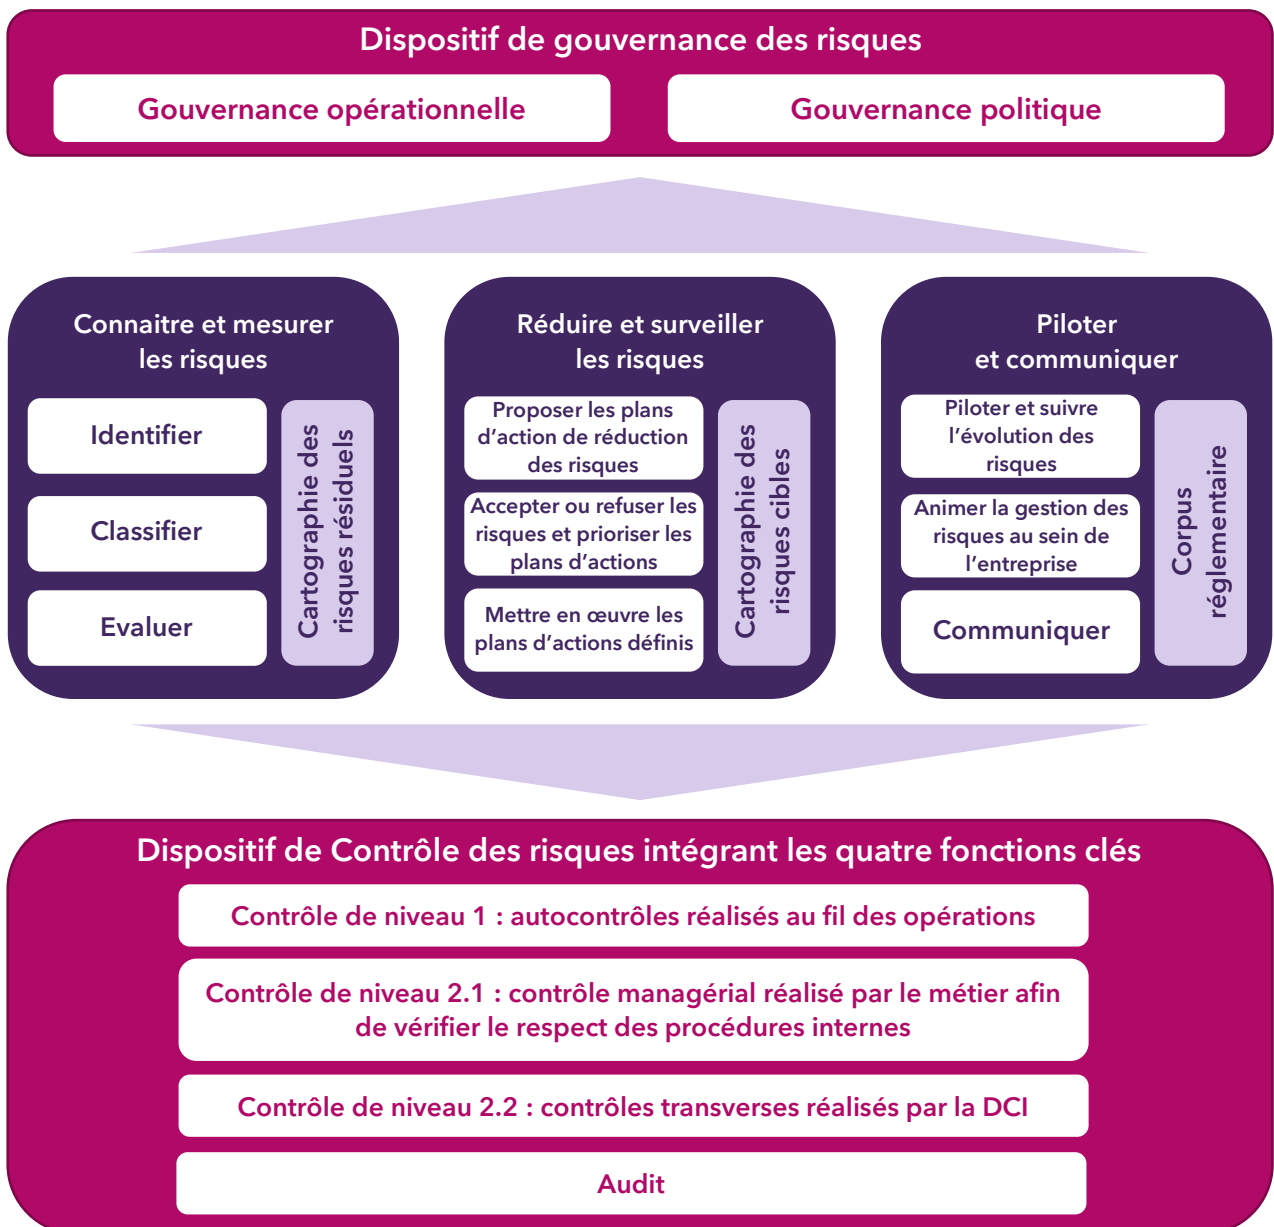 Dispositif de gouvernance des risques
Gouvernance opérationnelle
Gouvernance politique
Connaitre et mesurer
les risques
Identifier
Classifier
Evaluer
Cartographie des
risques résiduels
Réduire et surveiller
les risques
Proposer les plans
d’action de réduction
des risques
Accepter ou refuser les
risques et prioriser les
plans d’actions
Mettre en œuvre les
plans d’actions définis
Cartographie des
risques cibles
Piloter
et communiquer
Piloter et suivre
l’évolution des
risques
Animer la gestion des
risques au sein de
l’entreprise
Communiquer
Corpus
réglementaire
Dispositif de Contrôle des risques intégrant les quatre fonctions clés
Contrôle de niveau 1 : autocontrôles réalisés au fil des opérations
Contrôle de niveau 2.1 : contrôle managérial réalisé par le métier afin
de vérifier le respect des procédures internes
Contrôle de niveau 2.2 : contrôles transverses réalisés par la DCI
Audit